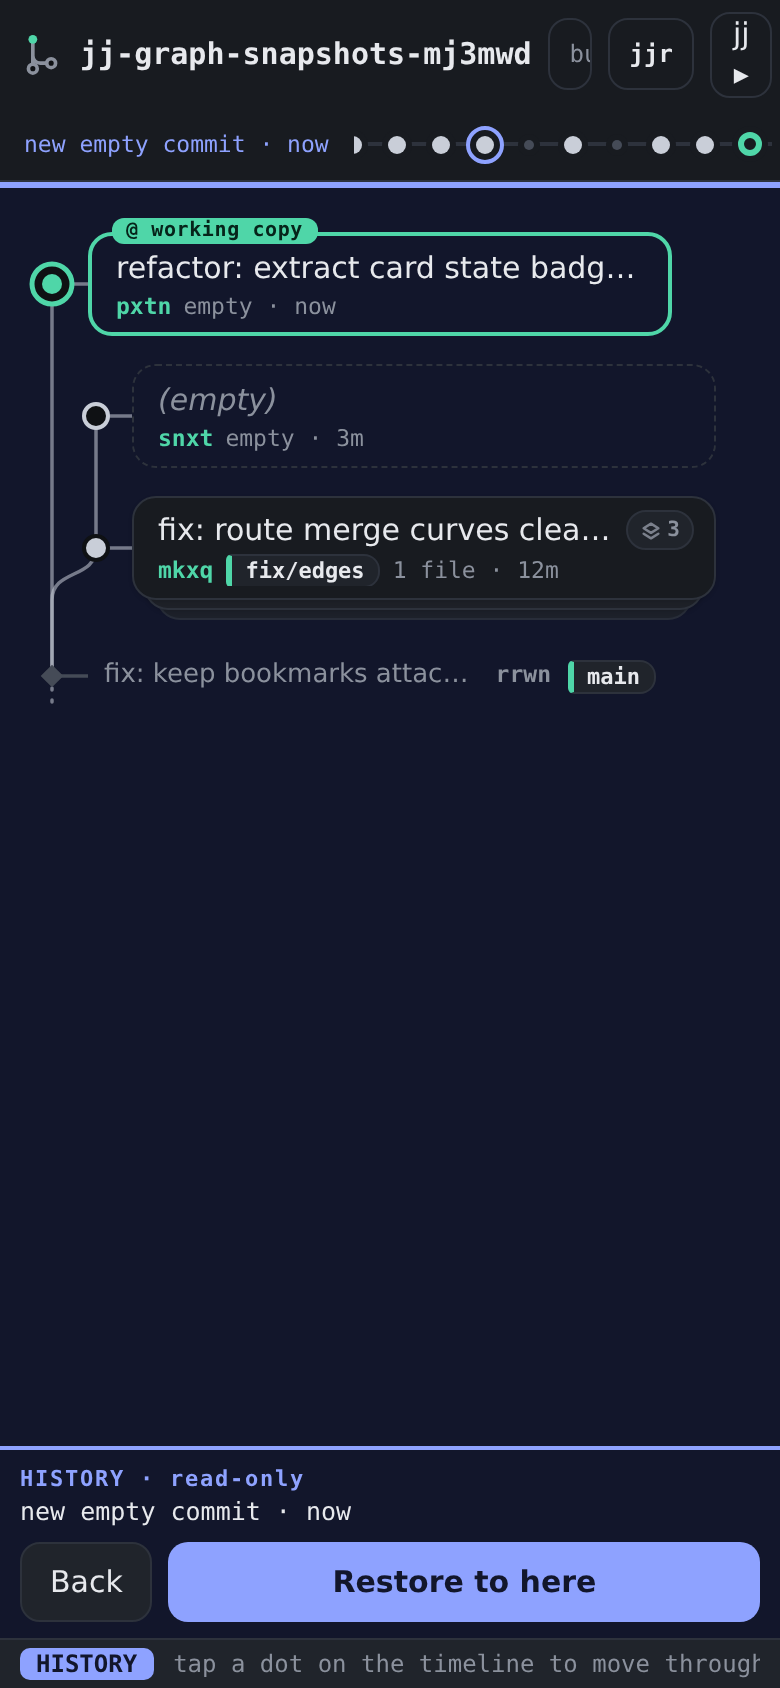 jj-graph-snapshots-mj3mwd
jjr
jj ▶
new empty commit · now
@ working copy
refactor: extract card state badg…
pxtn empty · now
(empty)
snxt empty · 3m
fix: route merge curves clea… 3
mkxq fix/edges 1 file · 12m
fix: keep bookmarks attac… rrwn main
HISTORY · read-only
new empty commit · now
Back
Restore to here
HISTORY tap a dot on the timeline to move through